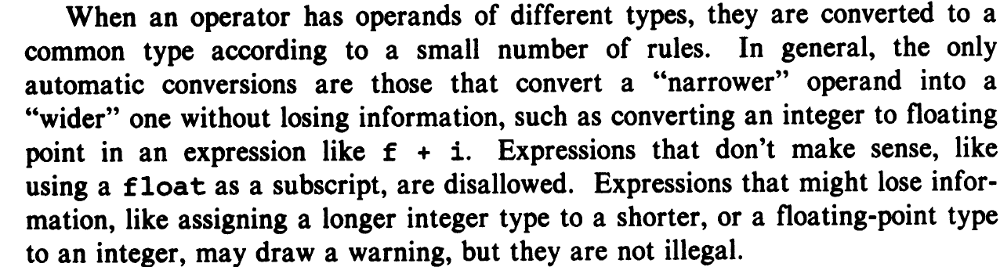 When an operator has operands of different types, they are converted to a
common type according to a small number of rules. In general, the only
automatic conversions are those that convert a “narrower” operand into a
“wider” one without losing information, such as converting an integer to floating
point in an expression like f + i. Expressions that don’t make sense, like
using a float as a subscript, are disallowed. Expressions that might lose infor-
mation, like assigning a longer integer type to a shorter, or a floating-point type
to an integer, may draw a warning, but they are not illegal.